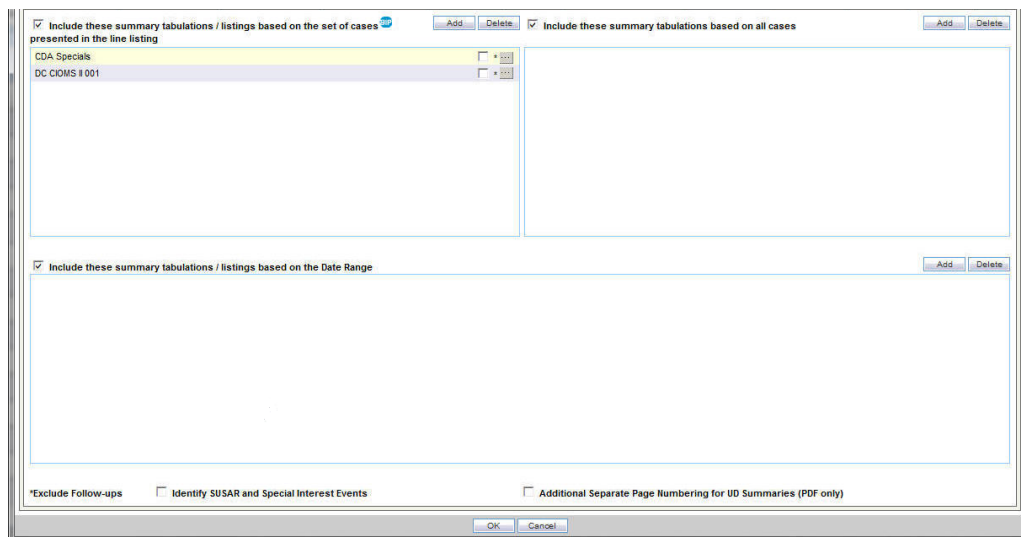 Include these summary tabulations / listings based on the set of cases
presented in the line listing
Add Delete
Include these summary tabulations based on all cases
Add Delete
CDA Specials * ...
DC CIOMS II 001 * ...
Include these summary tabulations / listings based on the Date Range
Add Delete
*Exclude Follow-ups Identify SUSAR and Special Interest Events Additional Separate Page Numbering for UD Summaries (PDF only)
OK Cancel